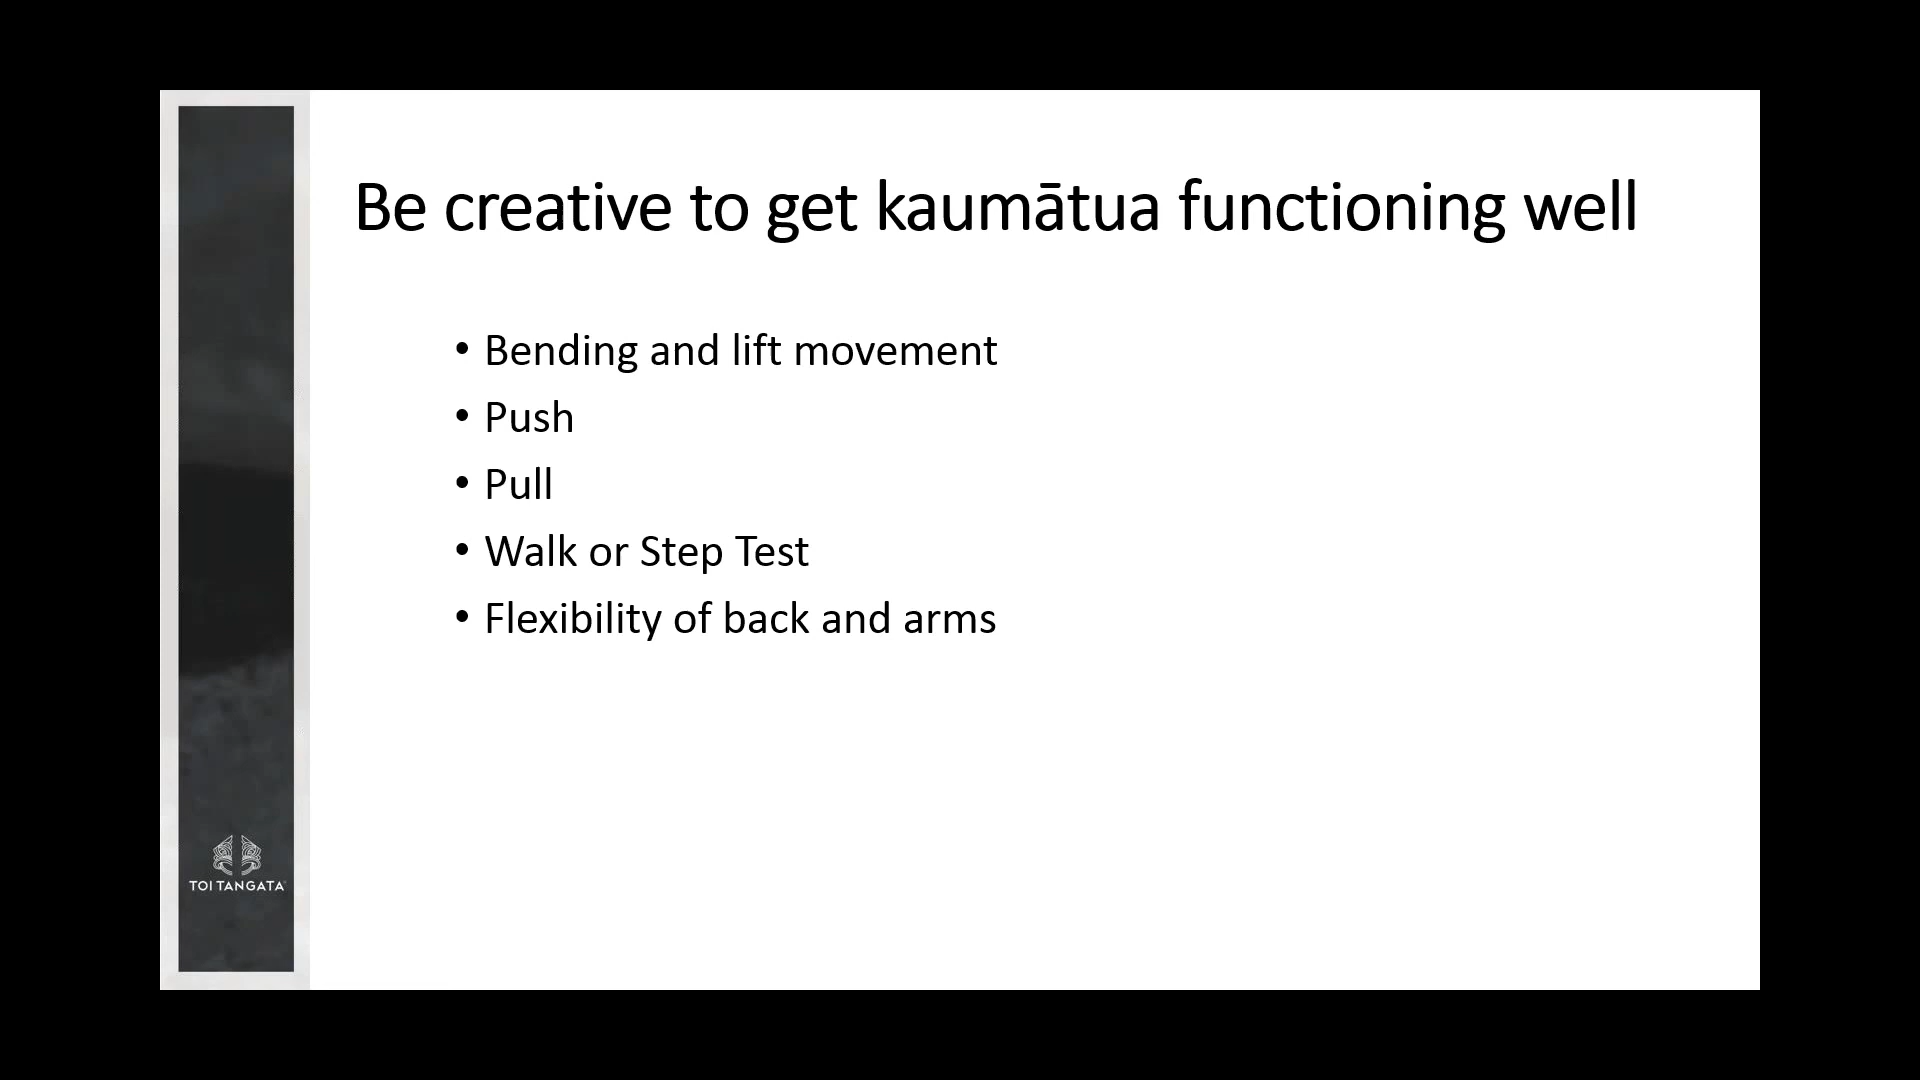 Be creative to get kaumātua functioning well
• Bending and lift movement
• Push
• Pull
• Walk or Step Test
• Flexibility of back and arms
TOI TANGATA